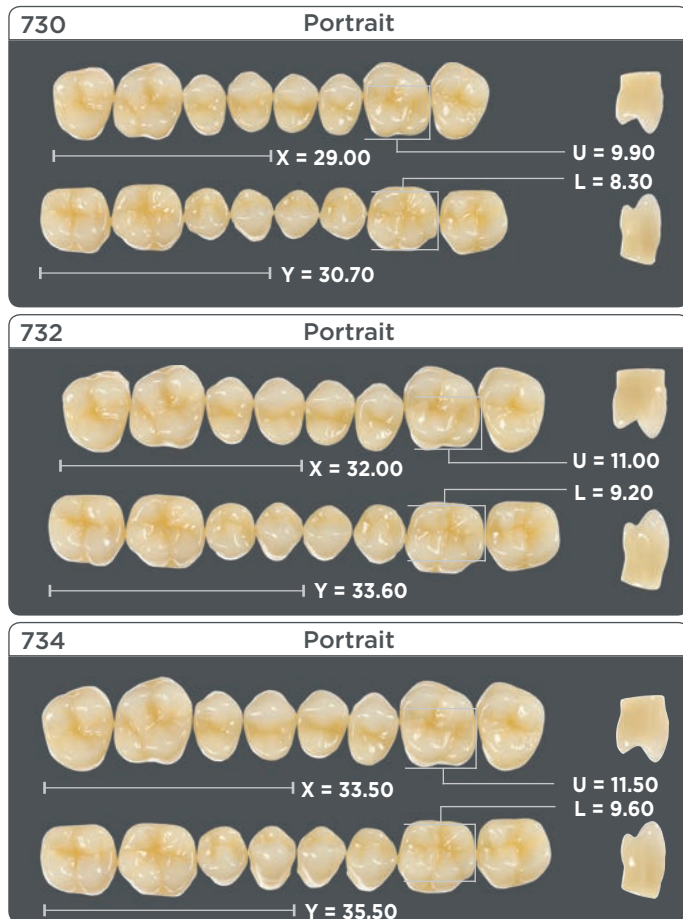 730 Portrait
X = 29.00
U = 9.90
L = 8.30
Y = 30.70
732 Portrait
X = 32.00
U = 11.00
L = 9.20
Y = 33.60
734 Portrait
X = 33.50
U = 11.50
L = 9.60
Y = 35.50